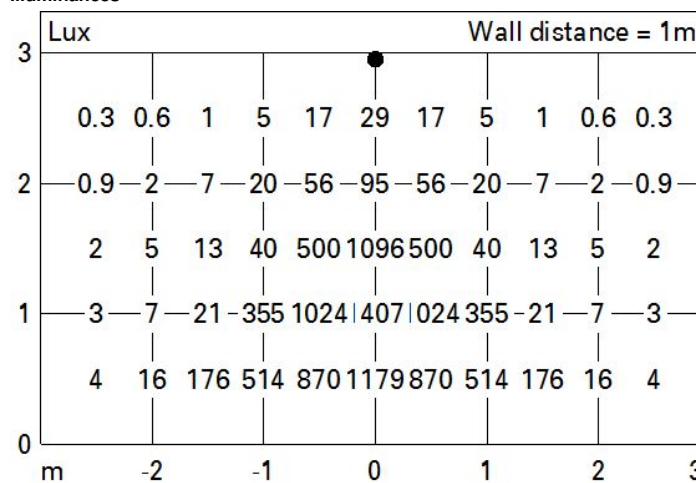 Lux Wall distance = 1m
3
0.3 0.6 1 5 17 29 17 5 1 0.6 0.3
2 0.9 2 7 20 56 95 56 20 7 2 0.9
2 5 13 40 500 1096 500 40 13 5 2
1 3 7 21 355 1024 1407 1024 355 21 7 3
4 16 176 514 870 1179 870 514 176 16 4
0
m -2 -1 0 1 2 3